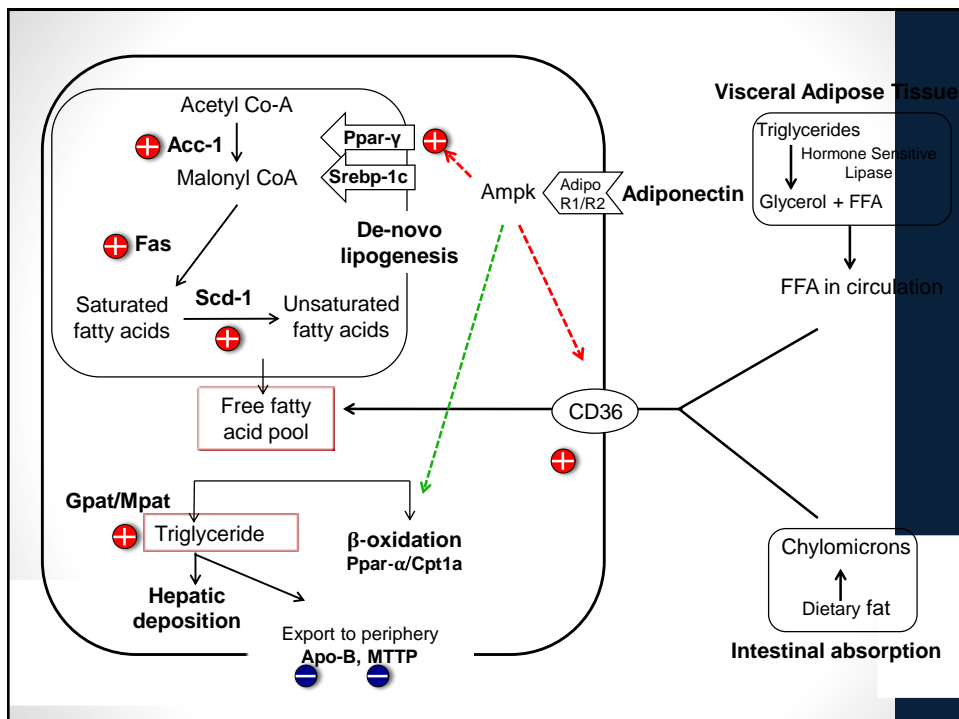 Acetyl Co-A
Acc-1
Malonyl CoA
Ppar-γ
Srebp-1c
Fas
De-novo
lipogenesis
Saturated
fatty acids
Scd-1
Unsaturated
fatty acids
Ampk
Adipo
R1/R2
Adiponectin
Visceral Adipose Tissue
Triglycerides
Hormone Sensitive
Lipase
Glycerol + FFA
FFA in circulation
Free fatty
acid pool
CD36
Gpat/Mpat
Triglyceride
β-oxidation
Ppar-α/Cpt1a
Hepatic
deposition
Export to periphery
Apo-B, MTTP
Chylomicrons
Dietary fat
Intestinal absorption